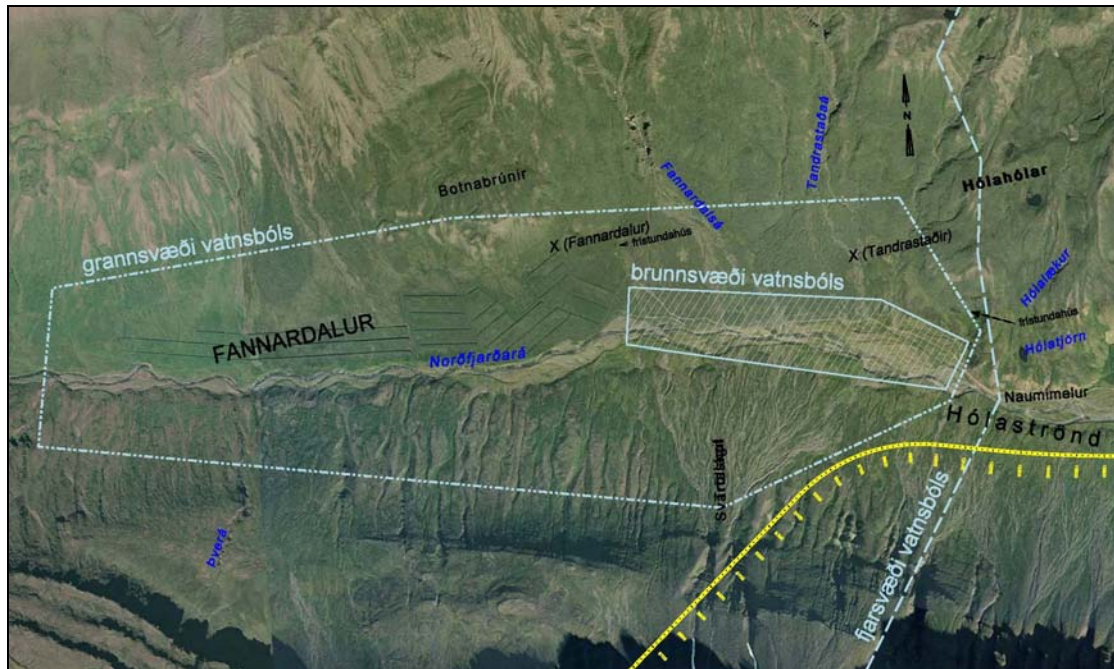 Botnabrúnir
Fannardalsá
Tandrastaðaá
N
Hólahólar
grannsvæði vatnsbóls
X (Fannardalur)
frístundahús
X (Tandrastaðir)
brunnsvæði vatnsbóls
Hólalækur
frístundahús
Hólatjörn
FANNARDALUR
Norðfjarðará
Naumimelur
Hólaströnd
Þverá
fjarsvæði vatnsbóls